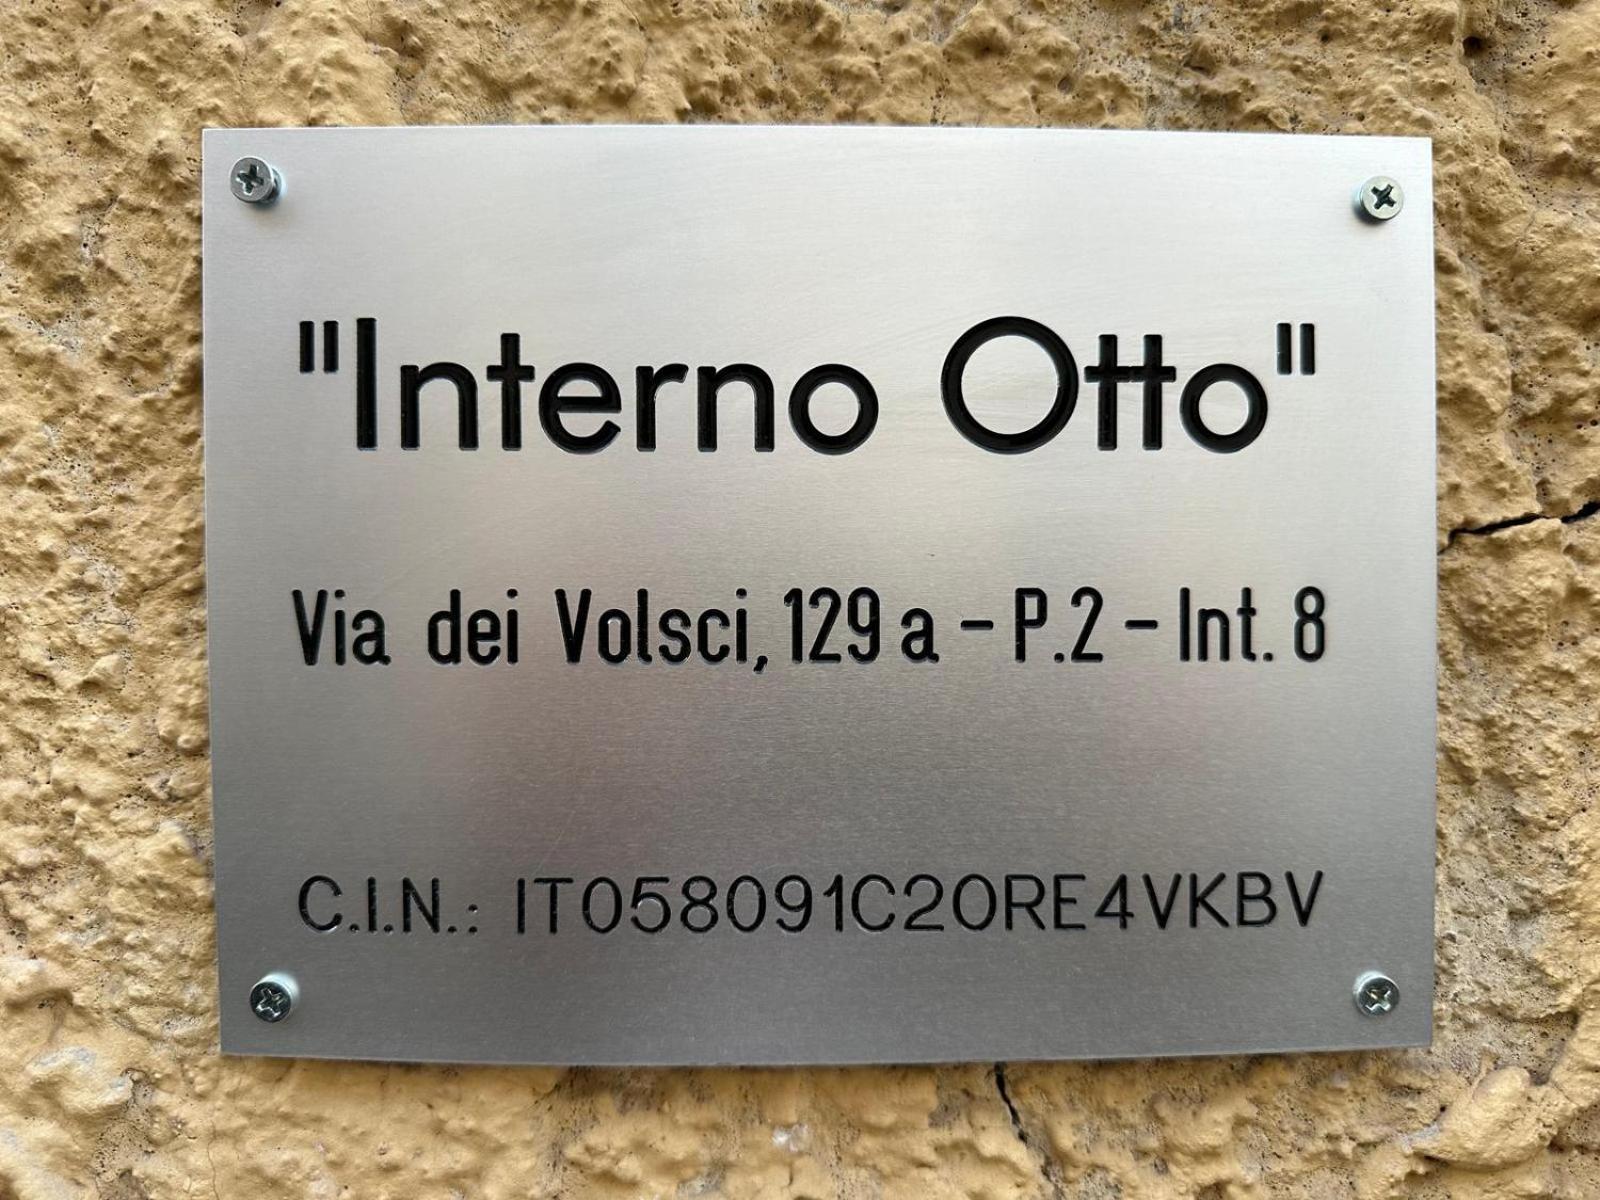 "Interno Otto"
Via dei Volsci, 129 a - P.2 - Int. 8
C.I.N.: IT058091C2ORE4VKBV